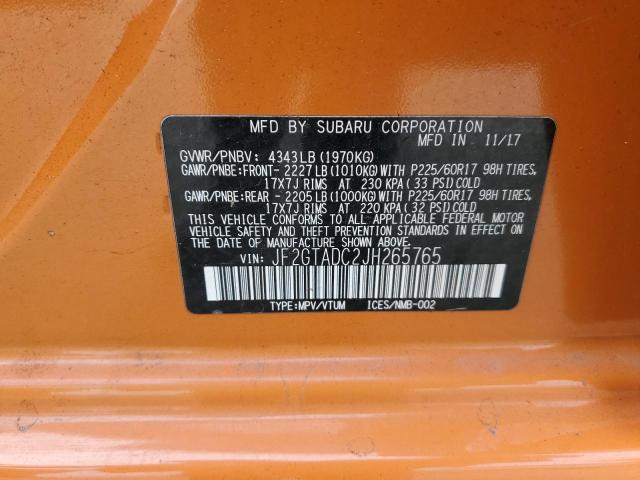 MFD BY SUBARU CORPORATION
MFD IN 11/17
GVWR/PNBV: 4343LB(1970KG)
GAWR/PNBE:FRONT- 2227LB(1010KG)WITH P225/60R17 98H TIRES,
17X7J RIMS AT 230 KPA(33 PSI)COLD
GAWR/PNBE:REAR - 2205LB(1000KG)WITH P225/60R17 98H TIRES,
17X7J RIMS AT 220 KPA(32 PSI)COLD
THIS VEHICLE CONFORMS TO ALL APPLICABLE FEDERAL MOTOR
VEHICLE SAFETY AND THEFT PREVENTION STANDARDS IN EFFECT
ON THE DATE OF MANUFACTURE SHOWN ABOVE.
VIN: JF2GTADC2JH265765
TYPE:MPV/VTUM ICES/NMB-002